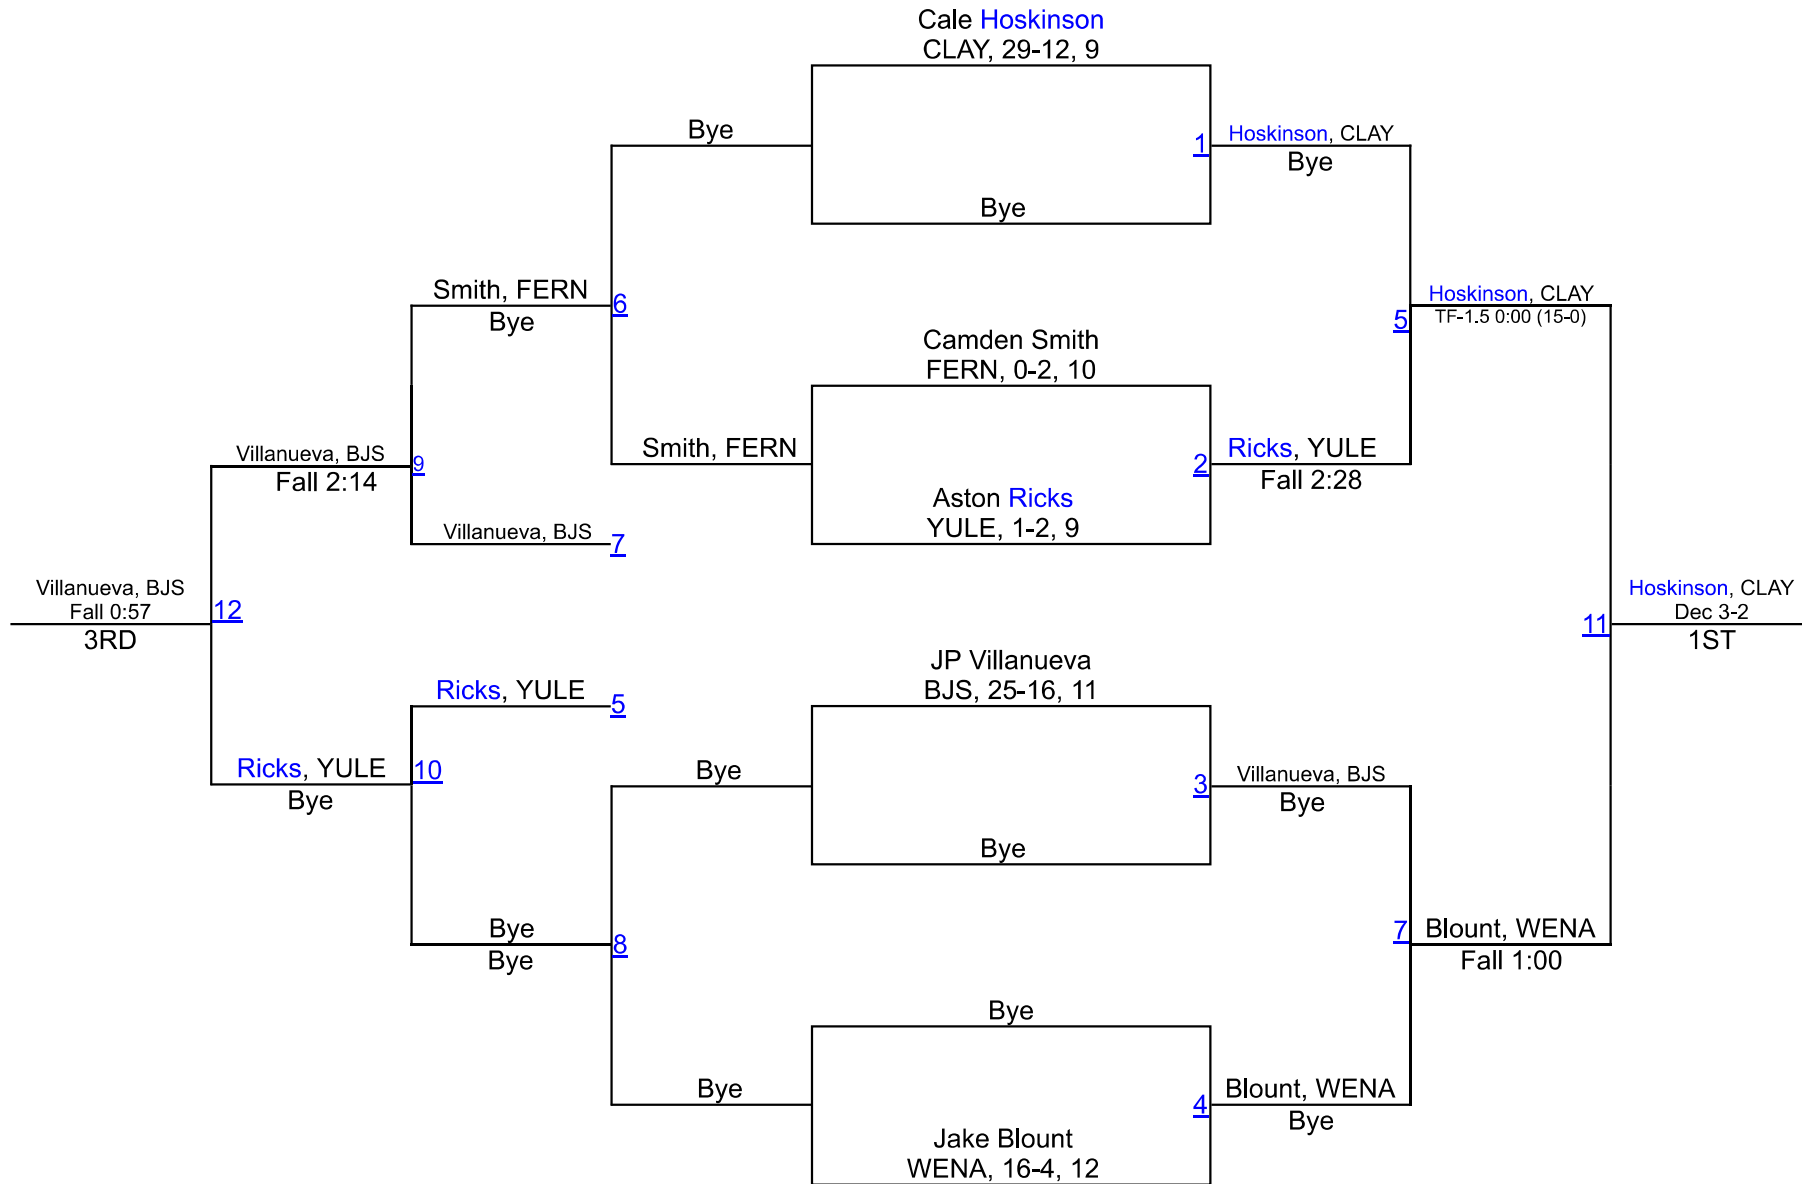 Cale Hoskinson
CLAY, 29-12, 9
Bye
1
Hoskinson, CLAY
Bye
Bye
Smith, FERN
Bye
6
Hoskinson, CLAY
TF-1.5 0:00 (15-0)
5
Camden Smith
FERN, 0-2, 10
Villanueva, BJS
Fall 2:14
9
Smith, FERN
2
Ricks, YULE
Fall 2:28
Aston Ricks
YULE, 1-2, 9
Villanueva, BJS
7
Villanueva, BJS
Fall 0:57
3RD
12
Hoskinson, CLAY
Dec 3-2
1ST
11
JP Villanueva
BJS, 25-16, 11
Ricks, YULE
5
Ricks, YULE
Bye
10
Bye
3
Villanueva, BJS
Bye
Bye
Bye
Bye
8
7
Blount, WENA
Fall 1:00
Bye
Bye
4
Blount, WENA
Bye
Jake Blount
WENA, 16-4, 12